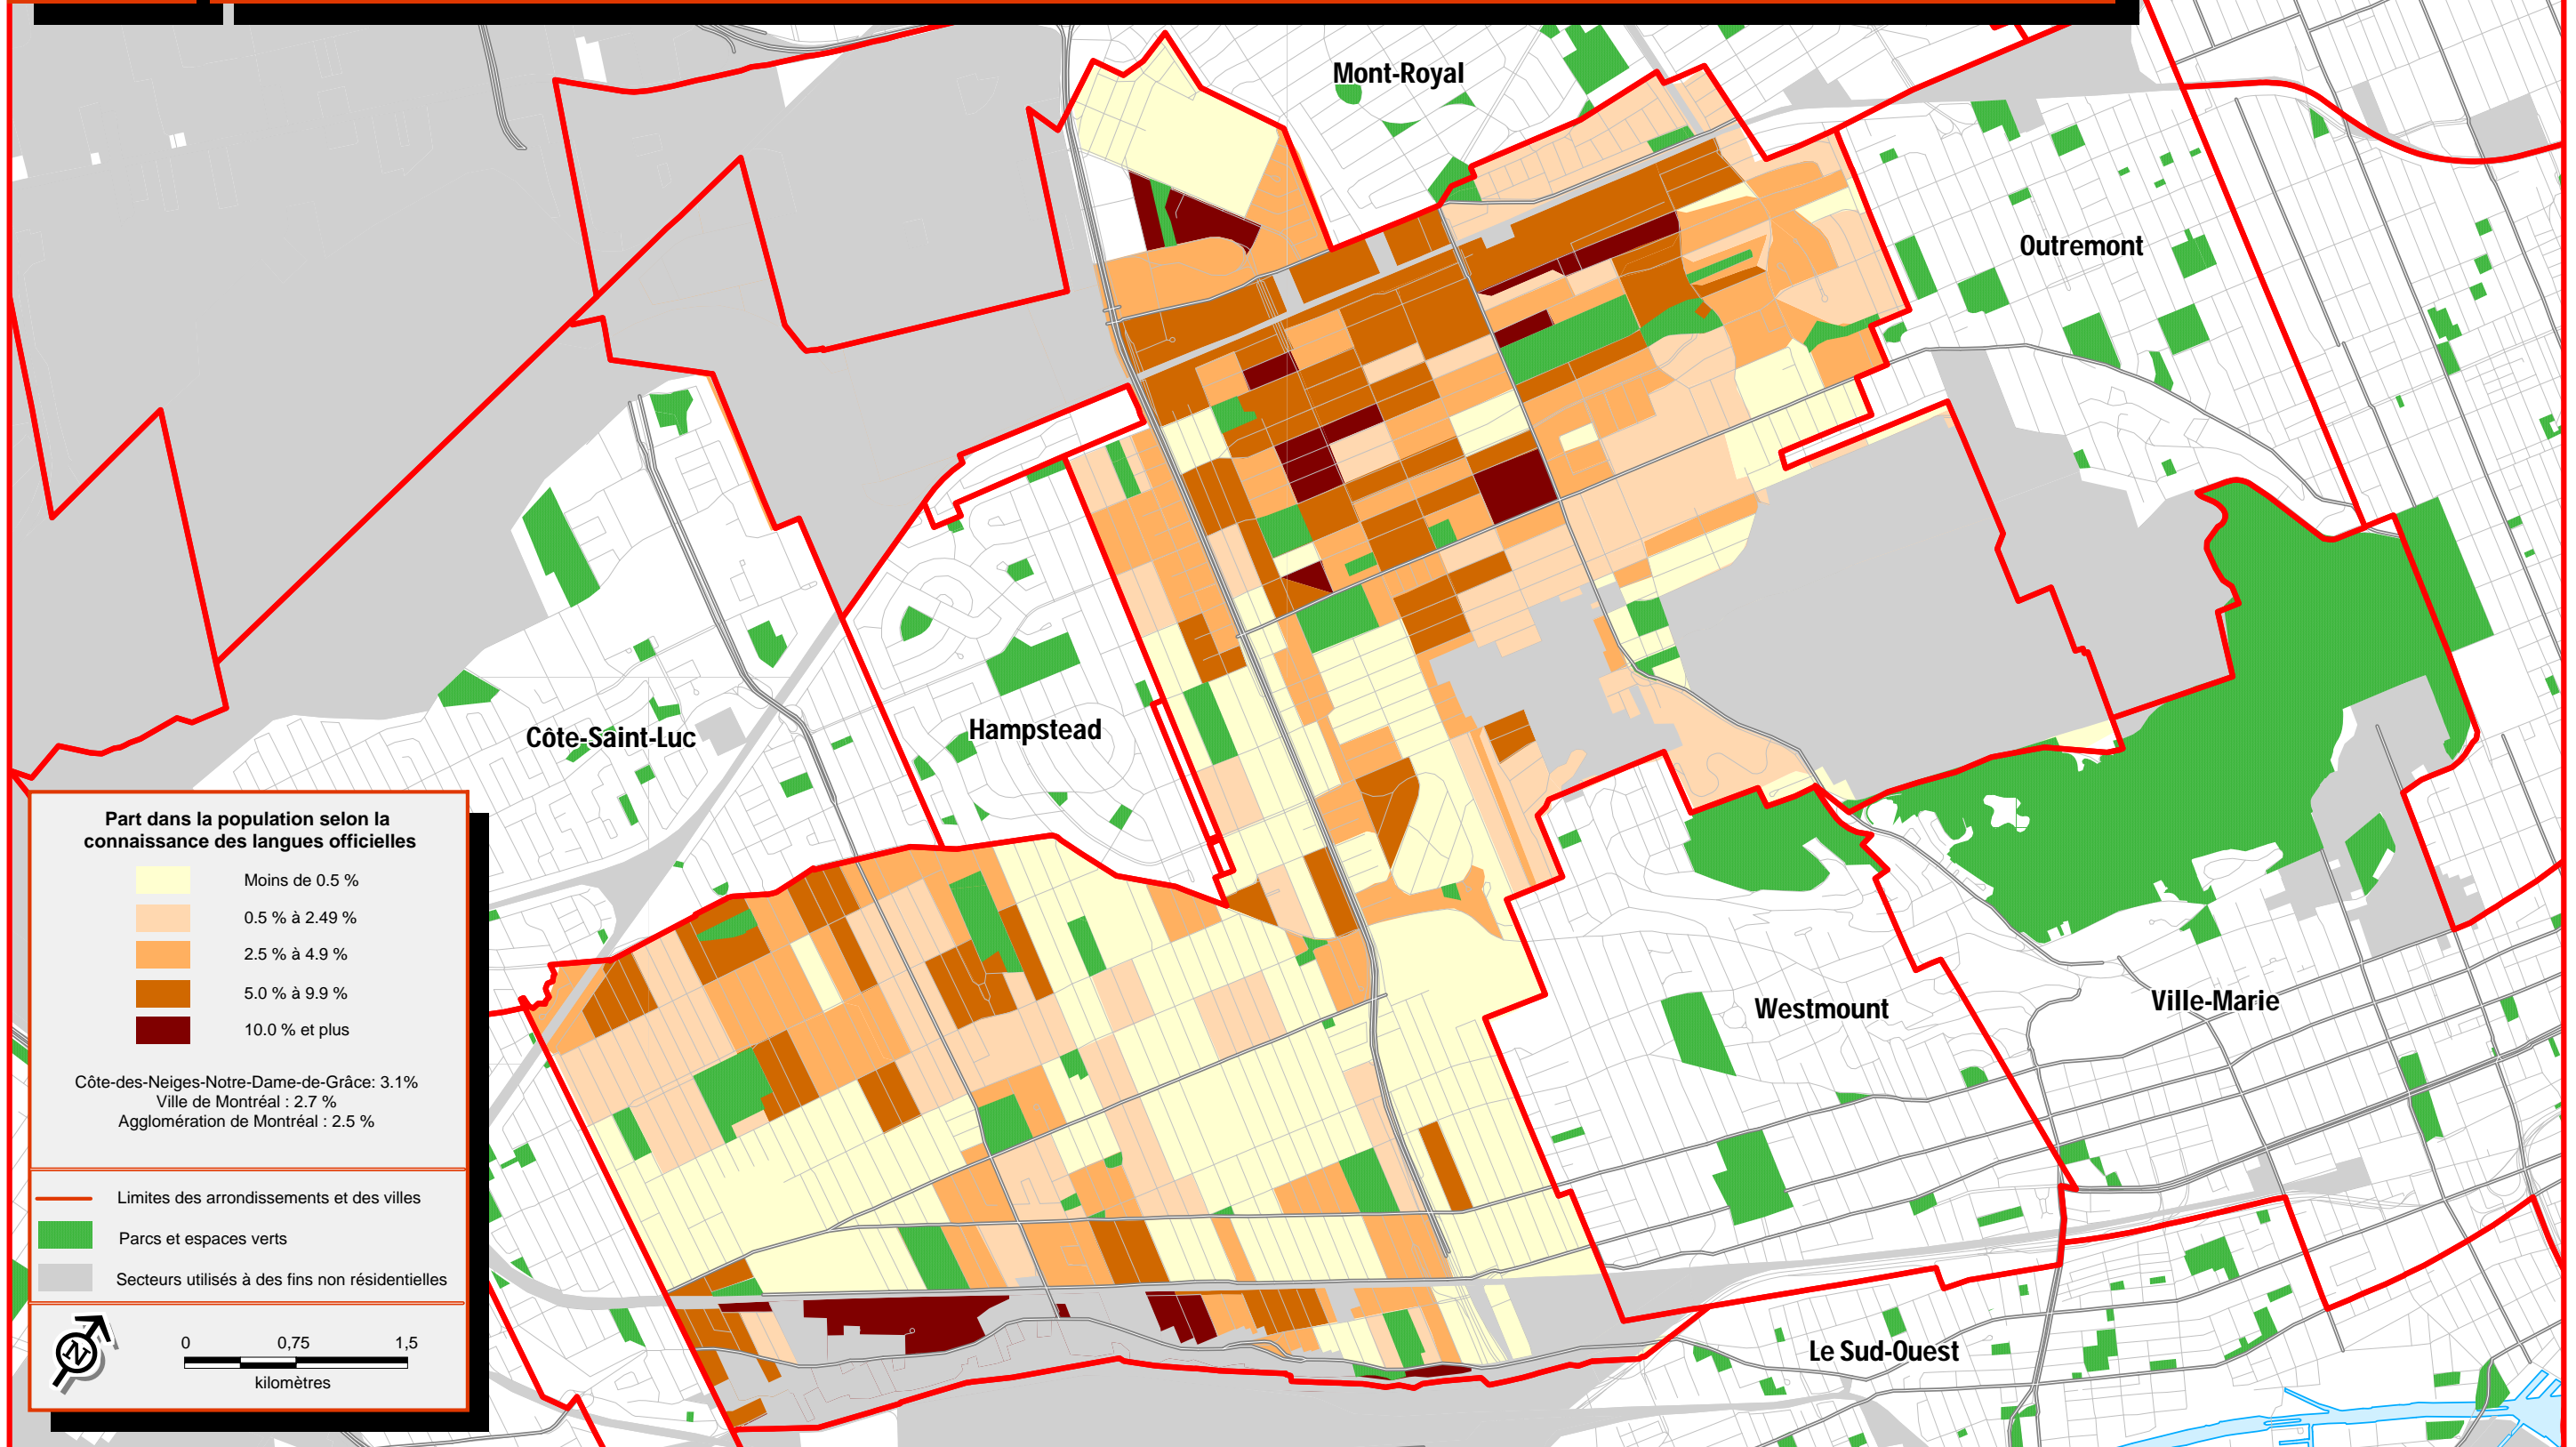 Mont-Royal
Outremont
Côte-Saint-Luc
Hampstead
Westmount
Ville-Marie
Le Sud-Ouest
Part dans la population selon la
connaissance des langues officielles
Moins de 0.5 %
0.5 % à 2.49 %
2.5 % à 4.9 %
5.0 % à 9.9 %
10.0 % et plus
Côte-des-Neiges-Notre-Dame-de-Grâce: 3.1%
Ville de Montréal : 2.7 %
Agglomération de Montréal : 2.5 %
Limites des arrondissements et des villes
Parcs et espaces verts
Secteurs utilisés à des fins non résidentielles
N
0 0,75 1,5
kilomètres